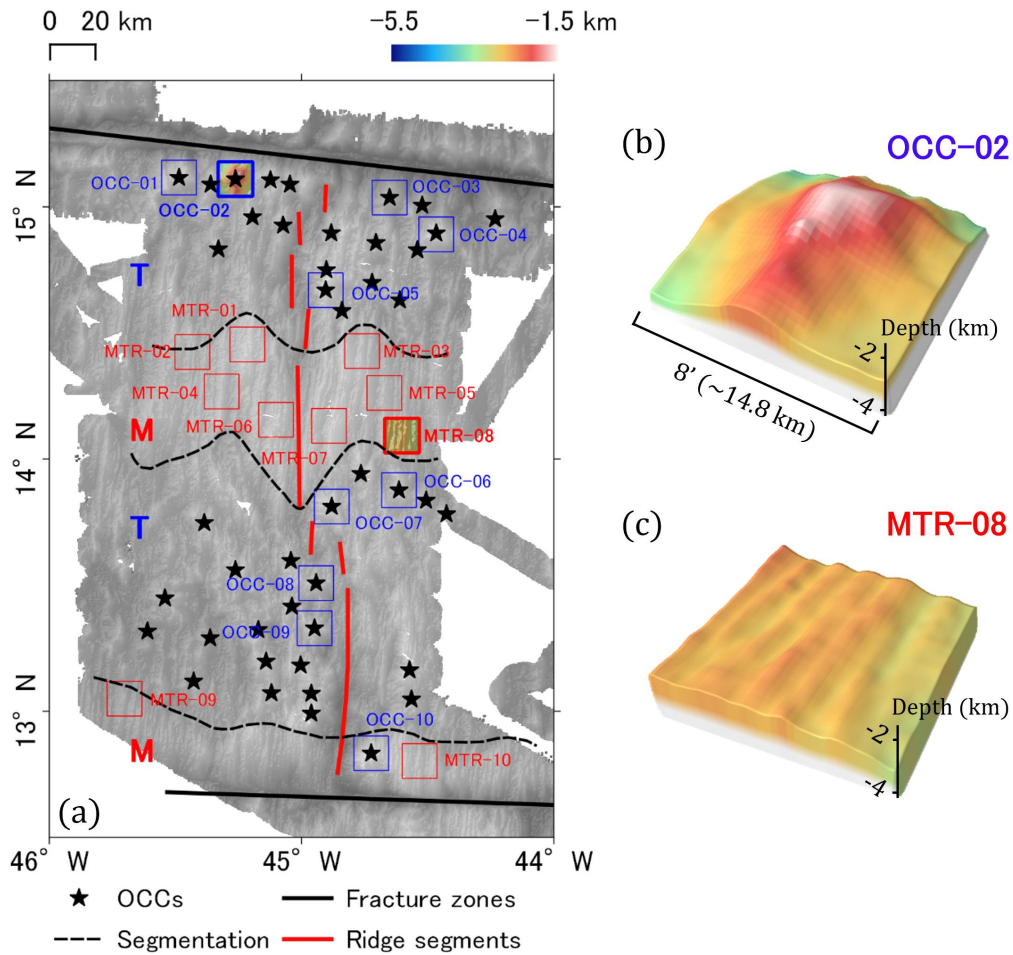 0 20 km
−5.5 −1.5 km
(b)
OCC-02
N
15°
OCC-01
OCC-02
OCC-03
OCC-04
T
OCC-05
MTR-01
MTR-02
MTR-03
MTR-04
MTR-05
M
MTR-06
MTR-07
MTR-08
N
14°
T
OCC-06
OCC-07
OCC-08
OCC-09
N
13°
MTR-09
OCC-10
M
MTR-10
(a)
46° W
45° W
44° W
Depth (km)
-2
-4
8′ (~14.8 km)
(c)
MTR-08
Depth (km)
-2
-4
OCCs
Fracture zones
Segmentation
Ridge segments